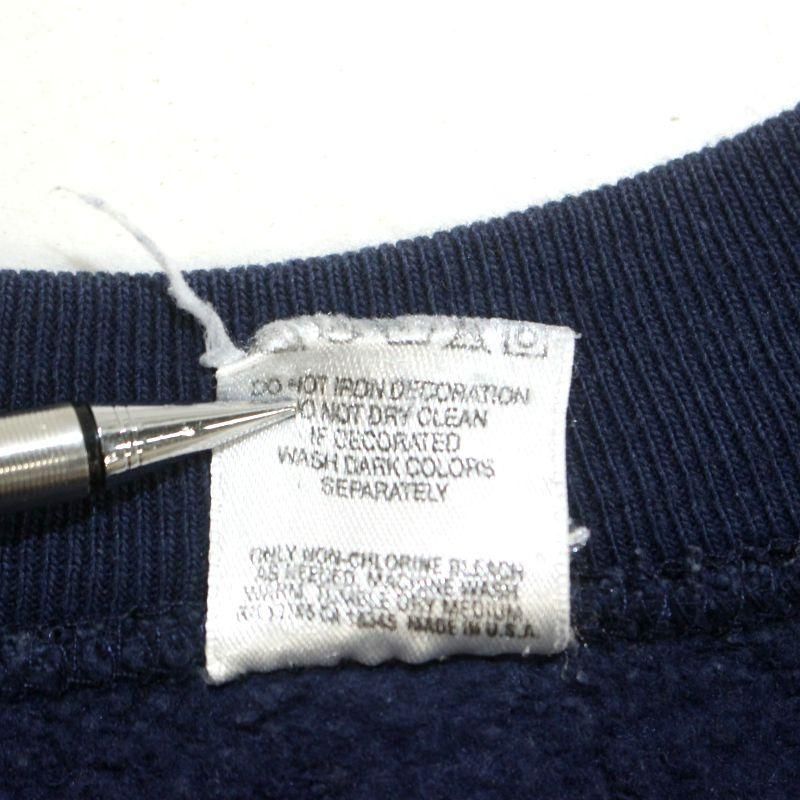 DO NOT IRON DECORATION
DO NOT DRY CLEAN
IF DECORATED
WASH DARK COLORS
SEPARATELY
ONLY NON-CHLORINE BLEACH
AS NEEDED. MACHINE WASH
WARM. TUMBLE DRY MEDIUM
MADE IN U.S.A.